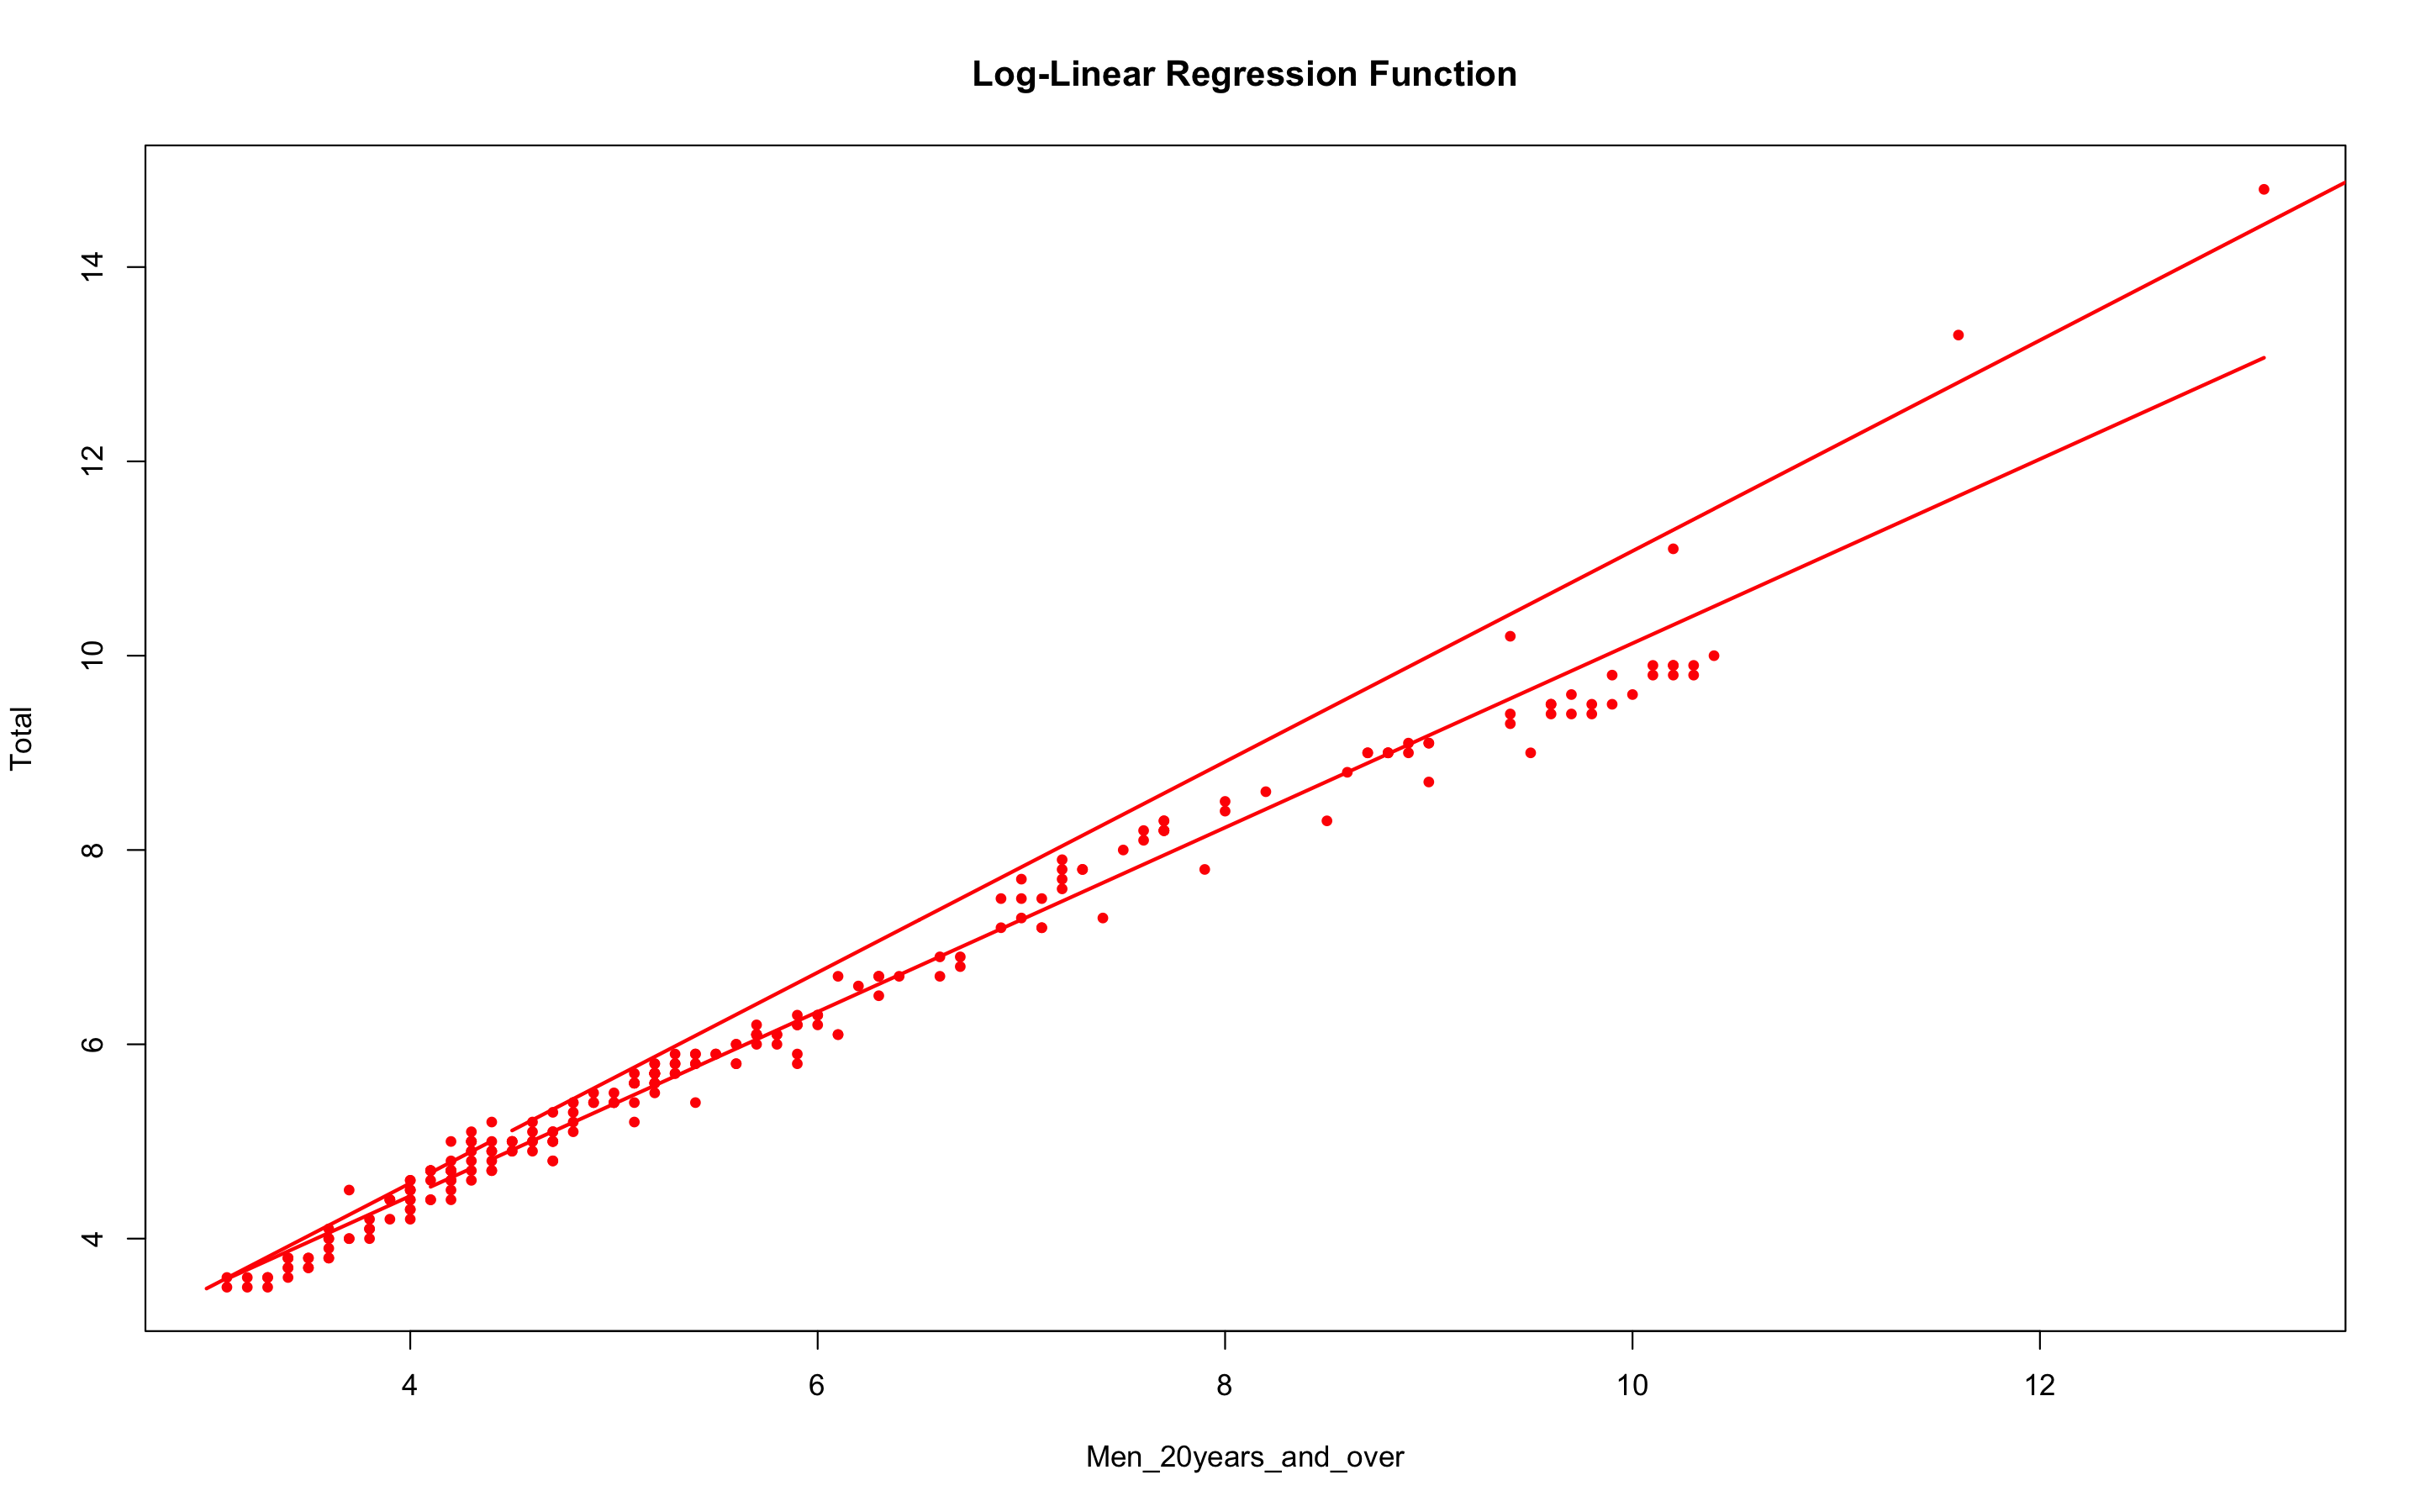 Log-Linear Regression Function
14
12
10
8
6
4
Total
4 6 8 10 12
Men_20years_and_over